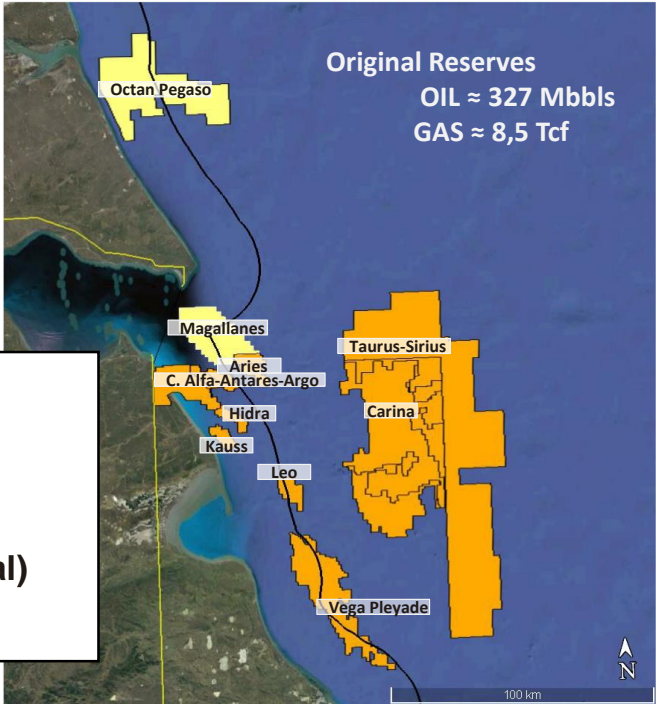 Original Reserves
OIL ≈ 327 Mbbls
GAS ≈ 8,5 Tcf
Octan Pegaso
Magallanes
Taurus-Sirius
Aries
C. Alfa-Antares-Argo
Carina
Hidra
Kauss
Leo
al)
Vega Pleyade
N
100 km